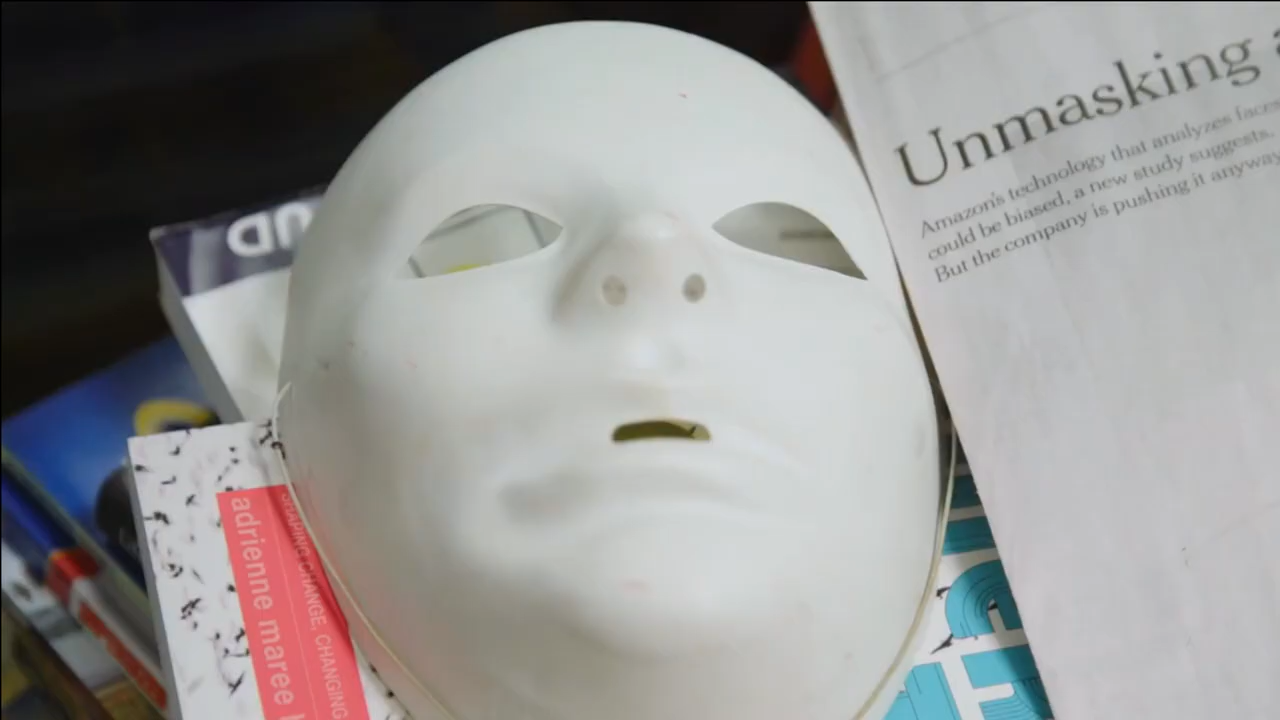 Unmasking
Amazon's technology that analyzes faces
could be biased, a new study suggests.
But the company is pushing it anyway
SHAPING CHANGE, CHANGING
adrienne maree